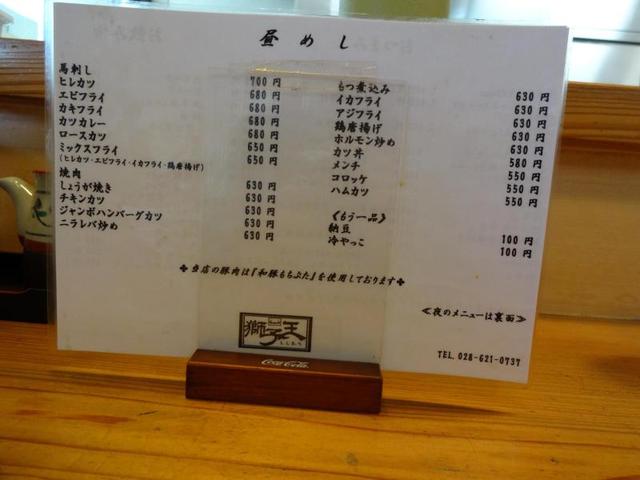 昼めし
馬刺し 700円
ヒレカツ 680円
エビフライ 680円
カキフライ 680円
カツカレー 680円
ロースカツ 650円
ミックスフライ 650円
(ヒレカツ・エビフライ・イカフライ・鶏唐揚げ)
焼肉 630円
しょうが焼き 630円
チキンカツ 630円
ジャンボハンバーグカツ 630円
ニラレバ炒め 630円
もつ煮込み 630円
イカフライ 630円
アジフライ 630円
鶏唐揚げ 630円
ホルモン炒め 630円
カツ丼 580円
メンチ 550円
コロッケ 550円
ハムカツ 550円
《もう一品》
納豆 100円
冷やっこ 100円
✤当店の豚肉は『和豚もちぶた』を使用しております✤
≪夜のメニューは裏面≫
獅子王
ししおう
TEL. 028-621-0737
Coca-Cola